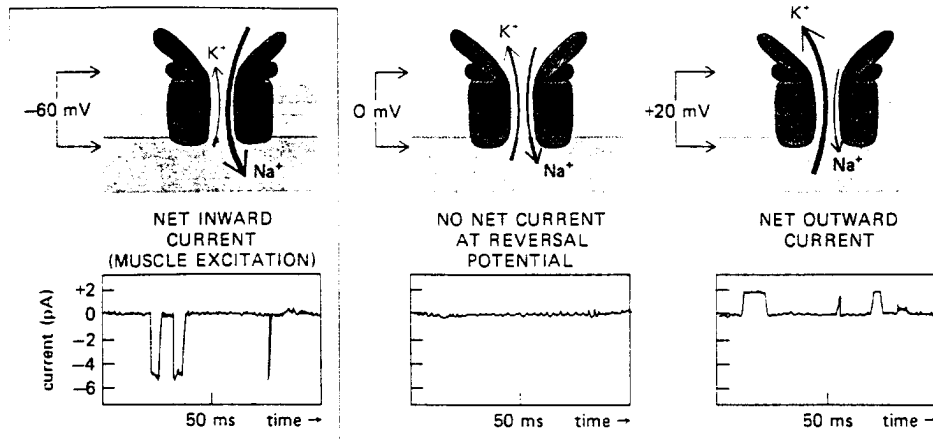 K⁺
−60 mV
Na⁺
NET INWARD
CURRENT
(MUSCLE EXCITATION)
current (pA)
+2
0
−2
−4
−6
50 ms time →
K⁺
0 mV
Na⁺
NO NET CURRENT
AT REVERSAL
POTENTIAL
50 ms time →
K⁺
+20 mV
Na⁺
NET OUTWARD
CURRENT
50 ms time →